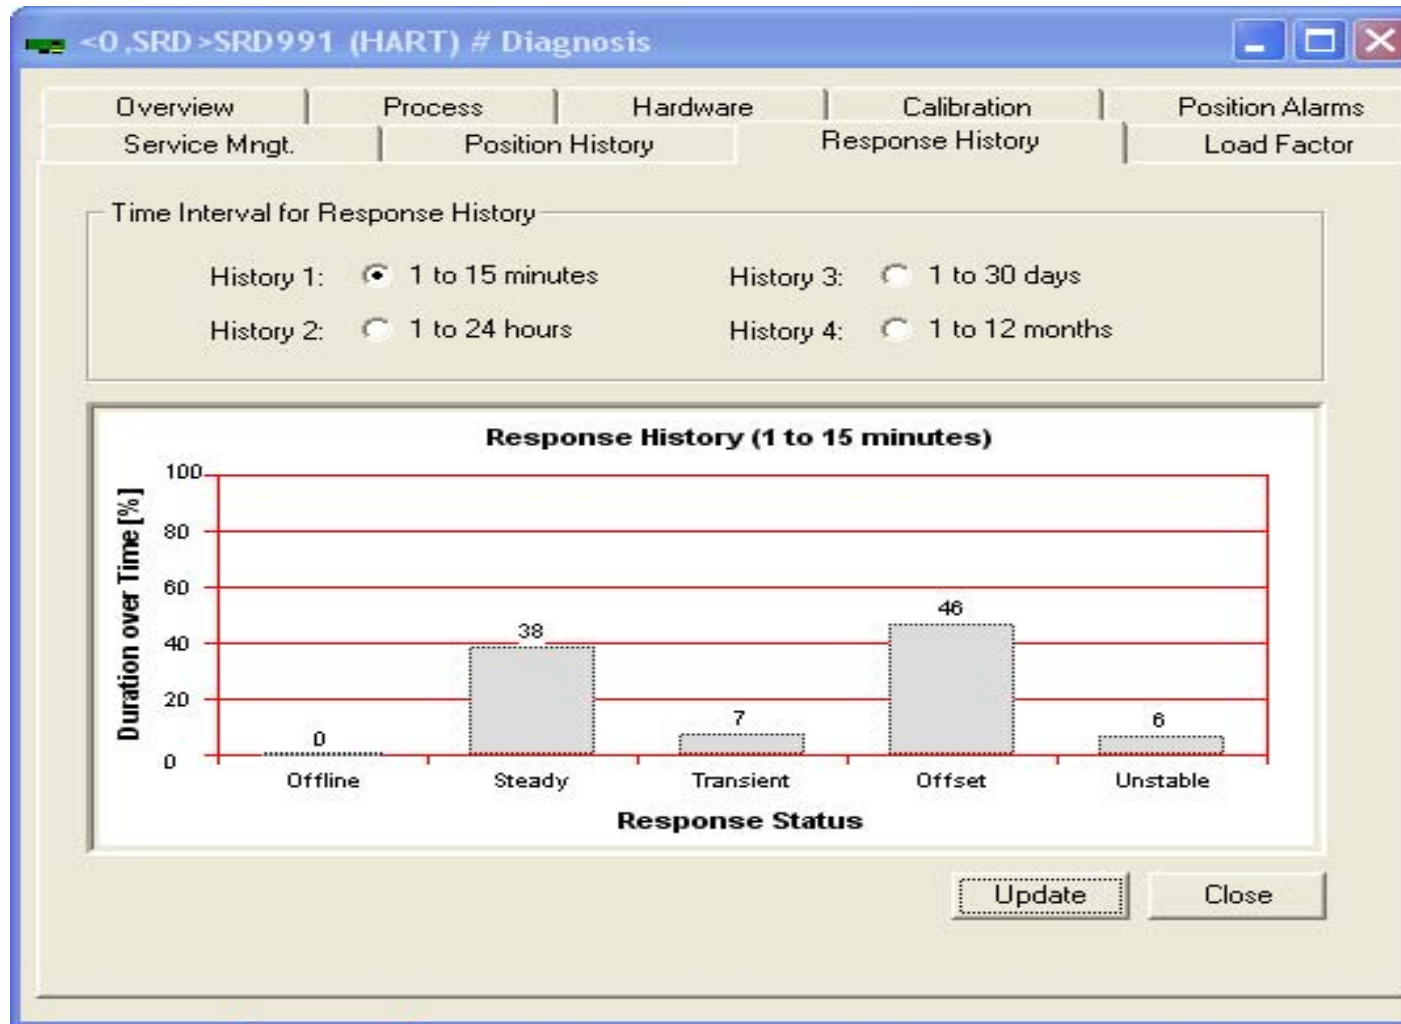 <0 ,SRD>SRD991 (HART) # Diagnosis
Overview Process Hardware Calibration Position Alarms
Service Mngt. Position History Response History Load Factor
Time Interval for Response History
History 1: 1 to 15 minutes History 3: 1 to 30 days
History 2: 1 to 24 hours History 4: 1 to 12 months
Response History (1 to 15 minutes)
Duration over Time [%]
100
80
60
40
20
0
0 38 7 46 6
Offline Steady Transient Offset Unstable
Response Status
Update Close